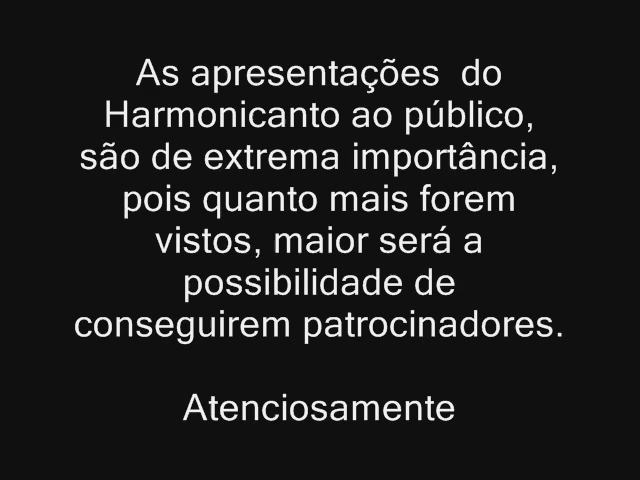 As apresentações do
Harmonicanto ao público,
são de extrema importância,
pois quanto mais forem
vistos, maior será a
possibilidade de
conseguirem patrocinadores.
Atenciosamente